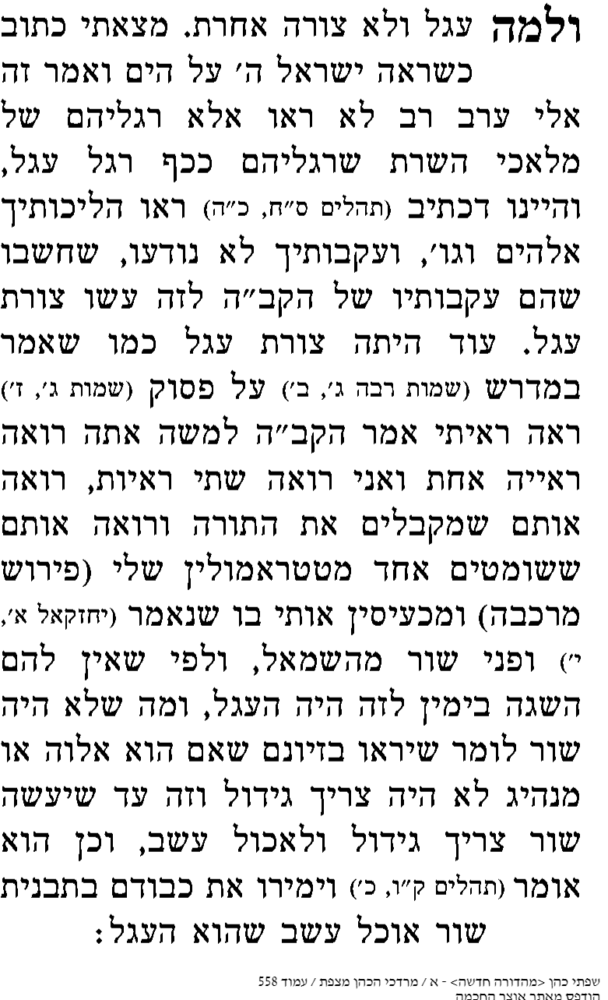 ולמה עגל ולא צורה אחרת. מצאתי כתוב
כשראה ישראל ה׳ על הים ואמר זה
אלי ערב רב לא ראו אלא רגליהם של
מלאכי השרת שרגליהם ככף רגל עגל,
והיינו דכתיב (תהלים ס״ח, כ״ה) ראו הליכותיך
אלהים וגו׳, ועקבותיך לא נודעו, שחשבו
שהם עקבותיו של הקב״ה לזה עשו צורת
עגל. עוד היתה צורת עגל כמו שאמר
במדרש (שמות רבה ג׳, ב׳) על פסוק (שמות ג׳, ז׳)
ראה ראיתי אמר הקב״ה למשה אתה רואה
ראייה אחת ואני רואה שתי ראיות, רואה
אותם שמקבלים את התורה ורואה אותם
ששומטים אחד מטטראמולין שלי (פירוש
מרכבה) ומכעיסין אותי בו שנאמר (יחזקאל א׳,
י׳) ופני שור מהשמאל, ולפי שאין להם
השגה בימין לזה היה העגל, ומה שלא היה
שור לומר שיראו בזיונם שאם הוא אלוה או
מנהיג לא היה צריך גידול וזה עד שיעשה
שור צריך גידול ולאכול עשב, וכן הוא
אומר (תהלים ק״ו, כ׳) וימירו את כבודם בתבנית
שור אוכל עשב שהוא העגל:
שפתי כהן <מהדורה חדשה> - א / מרדכי הכהן מצפת / עמוד 558
הודפס מאתר אוצר החכמה